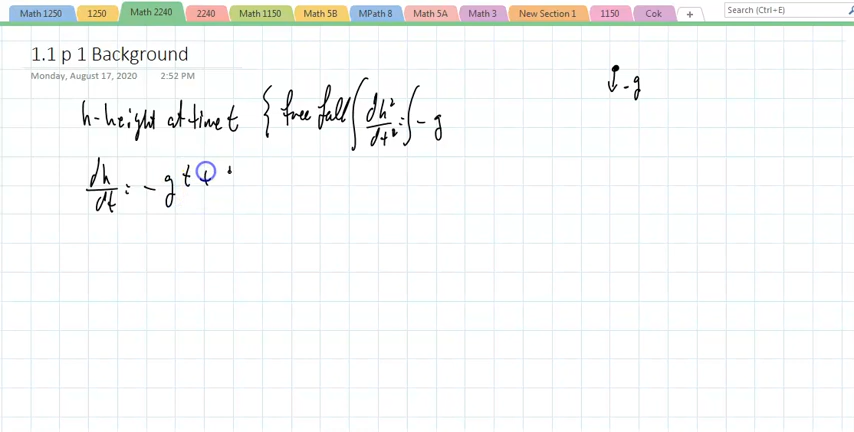 Math 1250 1250 Math 2240 2240 Math 1150 Math 5B MPath 8 Math 5A Math 3 New Section 1 1150 Cok + Search (Ctrl+E)
1.1 p 1 Background
Monday, August 17, 2020 2:52 PM
h-height at time t { free fall ∫ dh²/dt² = ∫ -g
↓ -g
dh/dt = -gt +